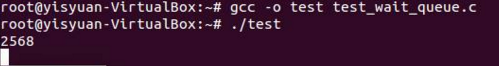 root@yisyuan-VirtualBox:~# gcc -o test test_wait_queue.c
root@yisyuan-VirtualBox:~# ./test
2568